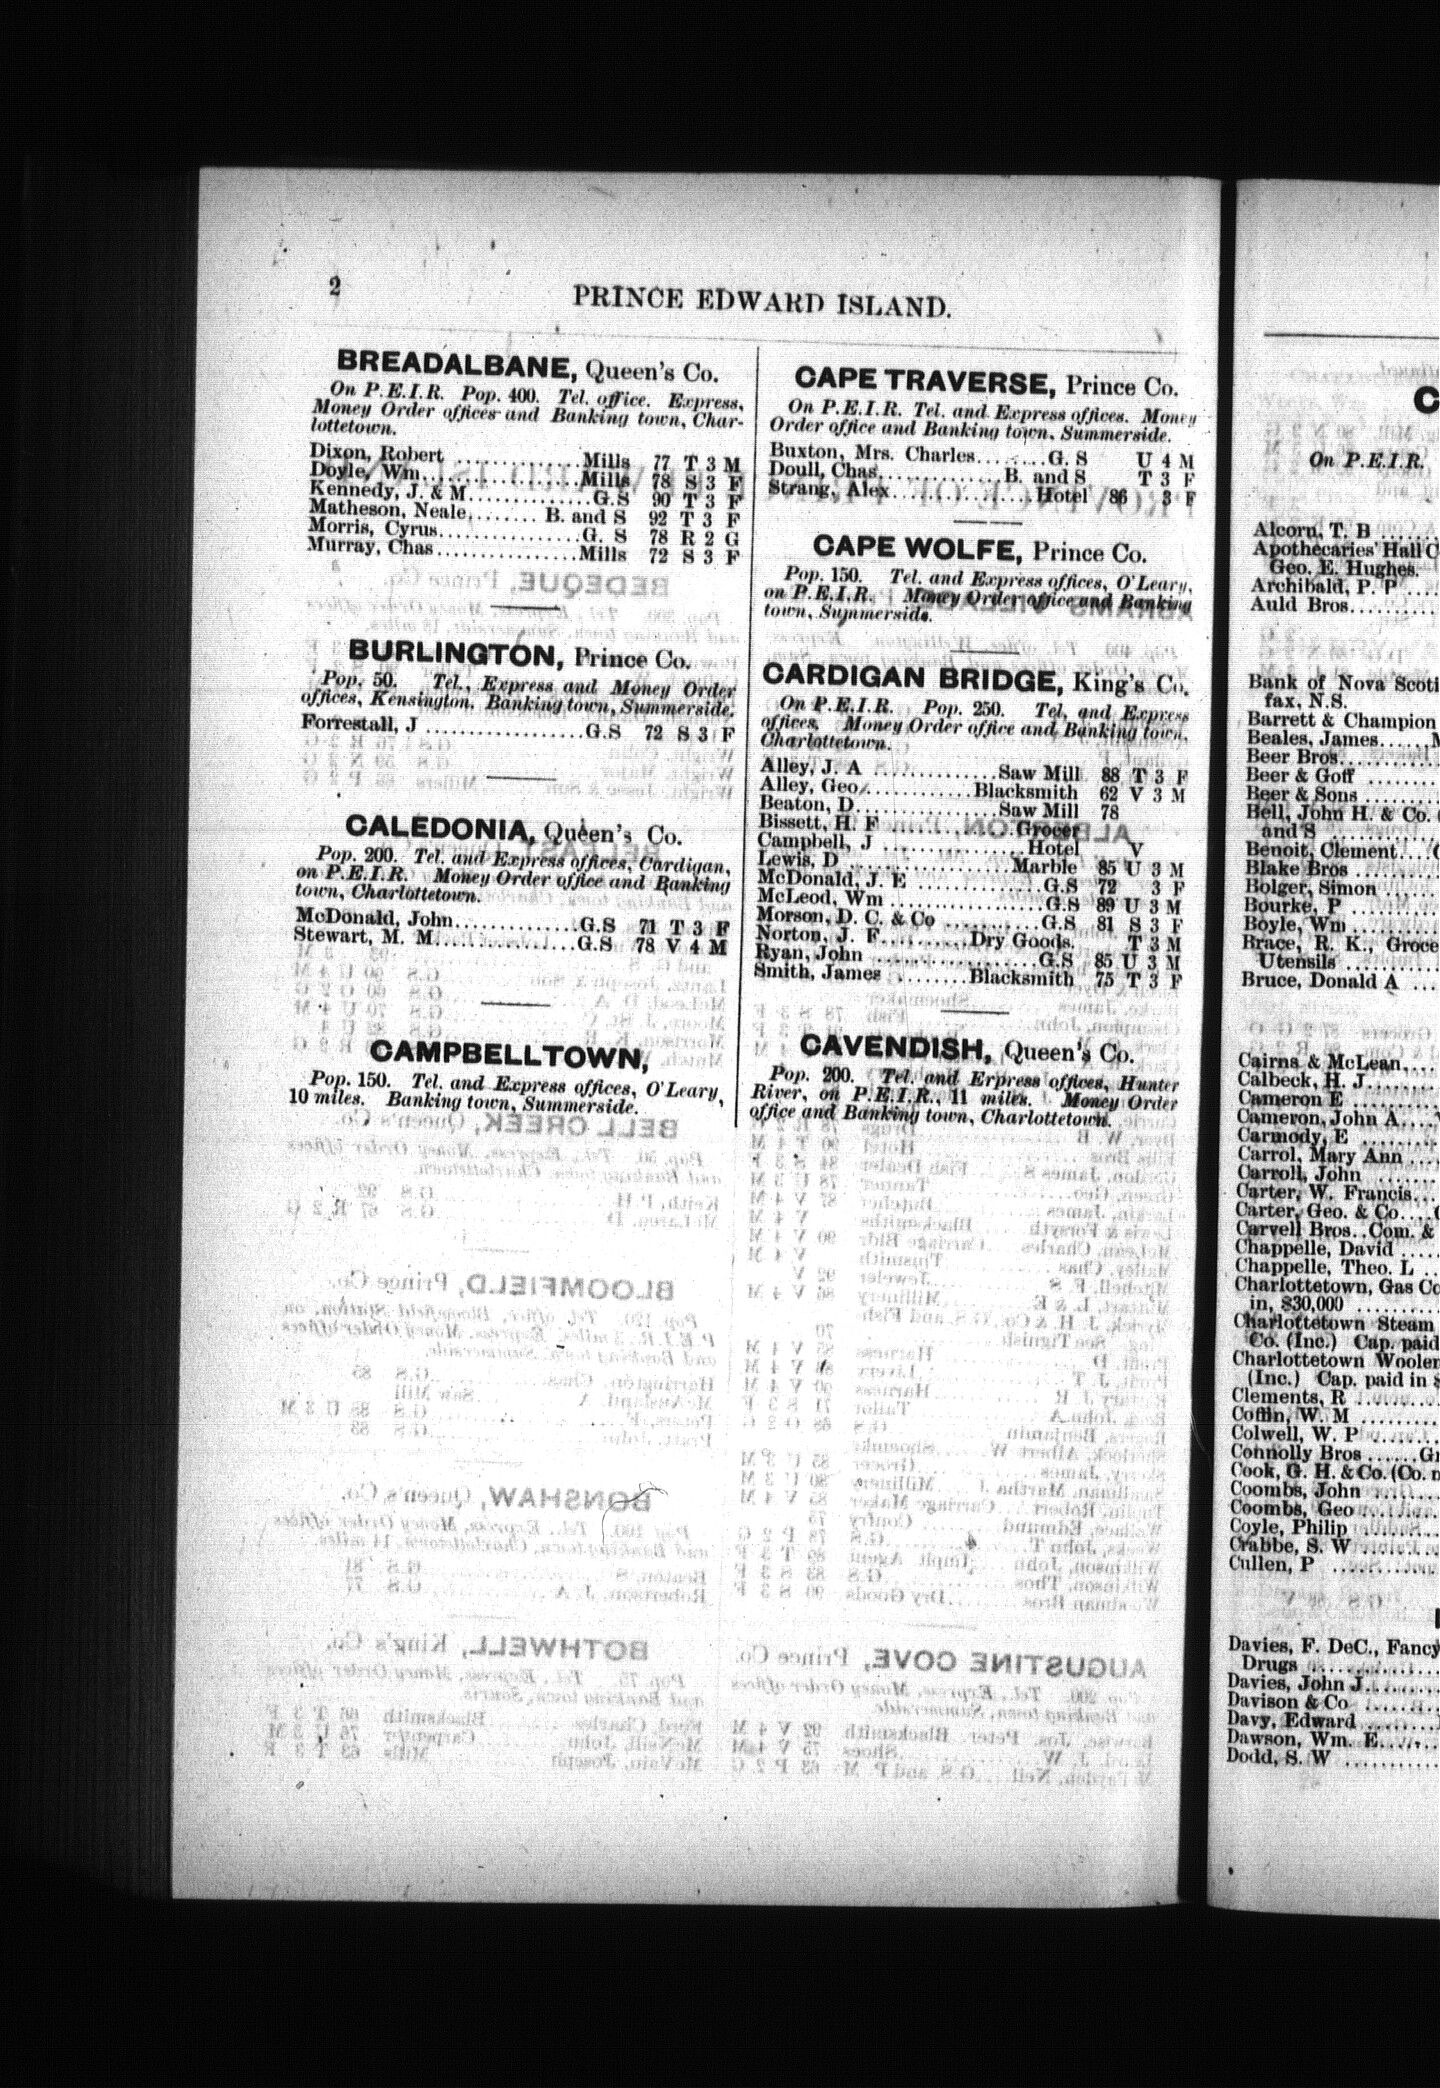 2
PRINCE EDWARD ISLAND.
BREADALBANE, Queen's Co.
On P.E.I.R. Pop. 400. Tel. office. Express,
Money Order offices and Banking town, Char-
lottetown.
Dixon, Robert ..............Mills 77 T 3 M
Doyle, Wm..................Mills 78 S 3 F
Kennedy, J. & M..............G.S 90 T 3 F
Matheson, Neale........ B. and S 92 T 3 F
Morris, Cyrus................G. S 78 R 2 G
Murray, Chas................Mills 72 S 3 F
BURLINGTON, Prince Co.
Pop. 50. Tel., Express and Money Order
offices, Kensington. Banking town, Summerside.
Forrestall, J .................G.S 72 S 3 F
CALEDONIA, Queen's Co.
Pop. 200. Tel. and Express offices, Cardigan,
on P.E.I.R. Money Order office and Banking
town, Charlottetown.
McDonald, John..............G.S 71 T 3 F
Stewart, M. M................G.S 78 V 4 M
CAMPBELLTOWN,
Pop. 150. Tel. and Express offices, O'Leary,
10 miles. Banking town, Summerside.
CAPE TRAVERSE, Prince Co.
On P.E.I.R. Tel. and Express offices. Money
Order office and Banking town, Summerside.
Buxton, Mrs. Charles........G. S U 4 M
Doull, Chas..............B. and S T 3 F
Strang, Alex................Hotel 86 3 F
CAPE WOLFE, Prince Co.
Pop. 150. Tel. and Express offices, O'Leary,
on P.E.I.R. Money Order office and Banking
town, Summerside.
CARDIGAN BRIDGE, King's Co.
On P.E.I.R. Pop. 250. Tel. and Express
offices. Money Order office and Banking town,
Charlottetown.
Alley, J. A ..............Saw Mill 88 T 3 F
Alley, Geo............Blacksmith 62 V 3 M
Beaton, D................Saw Mill 78
Bissett, H. F ..............Grocer
Campbell, J ................Hotel V
Lewis, D ..................Marble 85 U 3 M
McDonald, J. E ..............G.S 72 3 F
McLeod, Wm ..................G.S 89 U 3 M
Morson, D. C. & Co ..........G.S 81 S 3 F
Norton, J. F..........Dry Goods. T 3 M
Ryan, John ..................G.S 85 U 3 M
Smith, James ........Blacksmith 75 T 3 F
CAVENDISH, Queen's Co.
Pop. 200. Tel. and Erpress offices, Hunter
River, on P.E.I.R., 11 miles. Money Order
office and Banking town, Charlottetown.
C
On P.E.I.R.
Alcorn, T. B
Apothecaries' Hall
Geo. E. Hughes.
Archibald, P. P
Auld Bros
Bank of Nova Scoti
fax, N.S.
Barrett & Champion
Beales, James
Beer Bros
Beer & Goff
Beer & Sons
Bell, John H. & Co.
and S
Benoit, Clement
Blake Bros
Bolger, Simon
Bourke, P
Boyle, Wm
Brace, R. K., Groce
Utensils
Bruce, Donald A
Cairns & McLean
Calbeck, H. J
Cameron E
Cameron, John A
Carmody, E
Carrol, Mary Ann
Carroll, John
Carter, W. Francis
Carter, Geo. & Co
Carvell Bros..Com. &
Chappelle, David
Chappelle, Theo. L
Charlottetown, Gas Co
in, $30,000
Charlottetown Steam
Co. (Inc.) Cap. paid
Charlottetown Woolen
(Inc.) Cap. paid in $
Clements, R
Coffin, W. M
Colwell, W. P
Connolly Bros ......Gr
Cook, G. H. & Co. (Co.
Coombs, John
Coombs, Geo
Coyle, Philip
Crabbe, S. W
Cullen, P
Davies, F. DeC., Fancy
Drugs
Davies, John J
Davison & Co
Davy, Edward
Dawson, Wm. E
Dodd, S. W